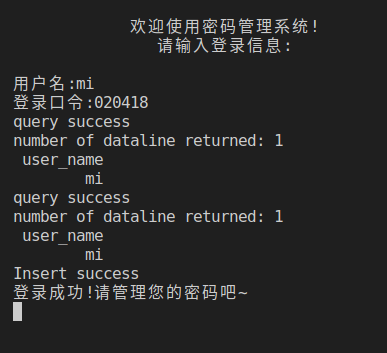 欢迎使用密码管理系统!
请输入登录信息:
用户名:mi
登录口令:020418
query success
number of dataline returned: 1
user_name
mi
query success
number of dataline returned: 1
user_name
mi
Insert success
登录成功!请管理您的密码吧~